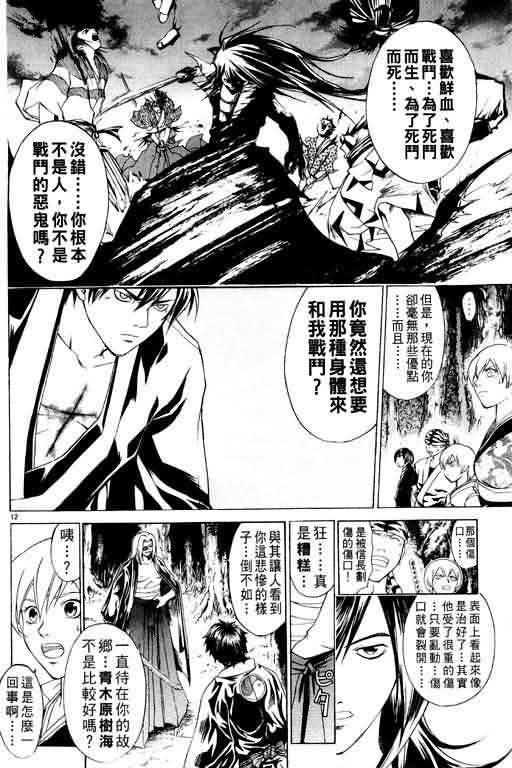 喜歡鮮血、喜歡
戰鬥…為了死鬥
而生、為了死鬥
而死……
沒錯……你根本
不是人，你不是
戰鬥的惡鬼嗎？
但是，現在的你
卻毫無那些優點
……而且……
你竟然還想要
用那種身體來
和我戰鬥？
12
那個傷
口…！
是被信長劃
傷的傷口！
表面上看起來像
是治好了…其實
他受了很重的傷
…只要亂動…傷
口就會裂開……！
狂……真
是糟糕…
ピタ
與其讓人看到
你這悲慘的樣
子…倒不如…
一直待在你的故
鄉…青木原樹海
不是比較好嗎？
咦
…？
這是怎麼一
回事啊……